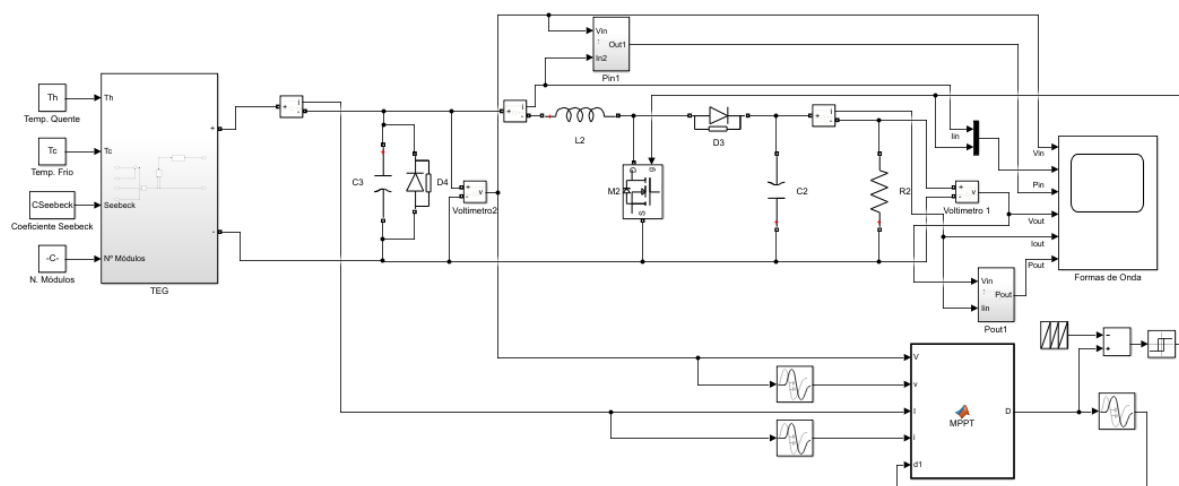 Th
Temp. Quente
Tc
Temp. Frio
CSeebeck
Coeficiente Seebeck
-C-
N. Módulos
Th
Tc
Seebeck
Nº Módulos
+
-
TEG
+
i
-
C3
D4
+
-
v
Voltimetro2
+
i
-
L2
Vin
In2
Out1
Pin1
g
D
S
M2
D3
C2
+
i
-
R2
+
-
v
Voltimetro 1
Iin
Vin
Pin
Vout
Iout
Pout
Formas de Onda
Vin
Iin
Pout
Pout1
V
v
I
i
d1
D
MPPT
-
+